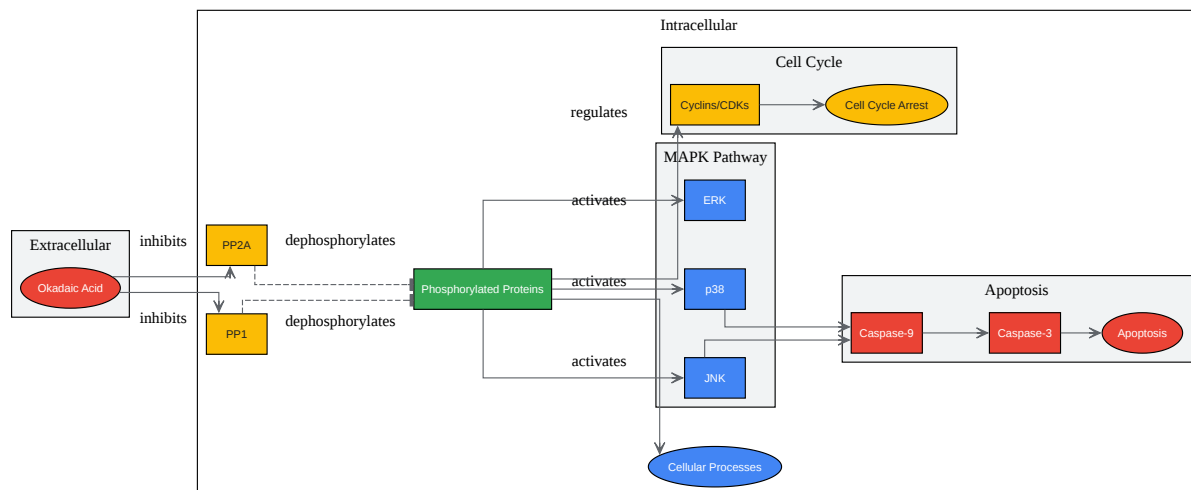 Intracellular
Cell Cycle
regulates
Cyclins/CDKs
Cell Cycle Arrest
MAPK Pathway
activates
ERK
Extracellular
inhibits
PP2A
dephosphorylates
Okadaic Acid
Phosphorylated Proteins
activates
p38
Apoptosis
inhibits
PP1
dephosphorylates
Caspase-9
Caspase-3
Apoptosis
activates
JNK
Cellular Processes